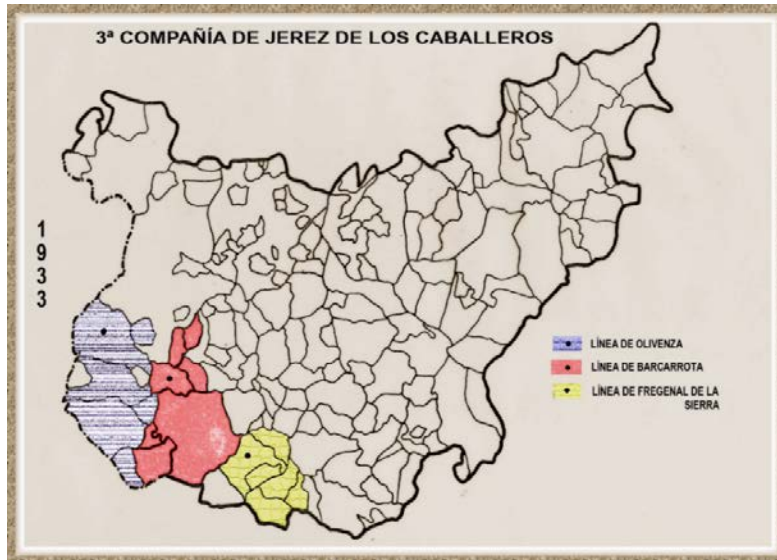 3ª COMPAÑÍA DE JEREZ DE LOS CABALLEROS
1
9
3
3
LÍNEA DE OLIVENZA
LÍNEA DE BARCARROTA
LÍNEA DE FREGENAL DE LA
SIERRA